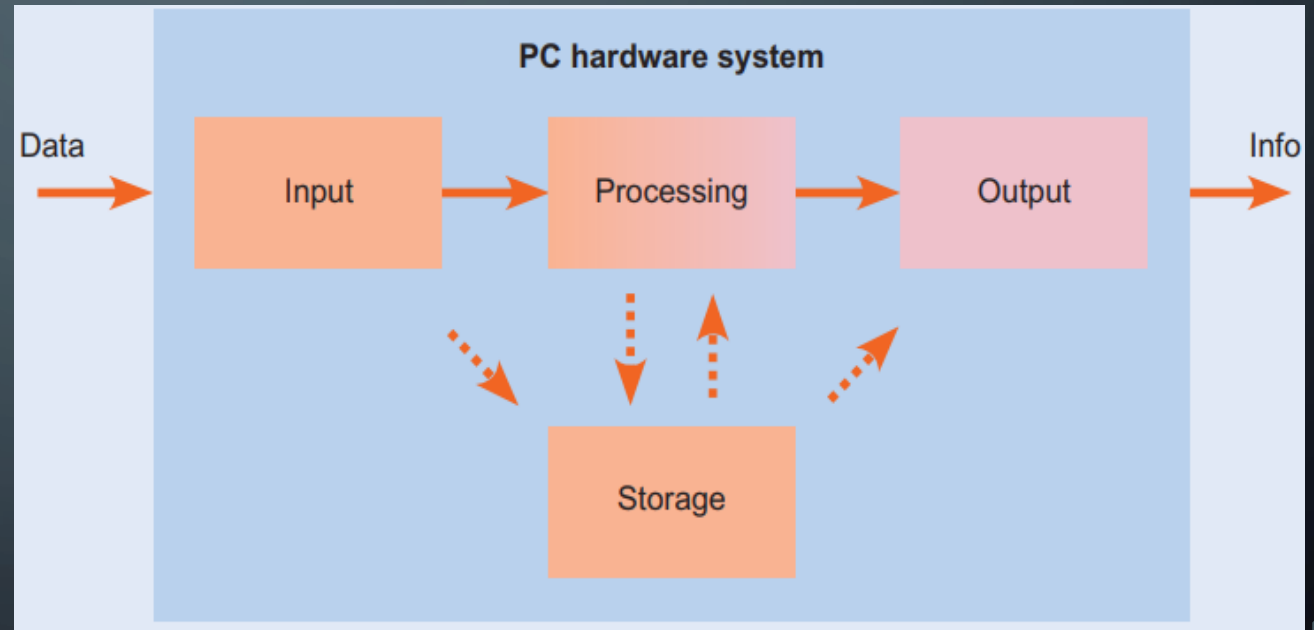 PC hardware system
Data
Input
Processing
Output
Info
Storage